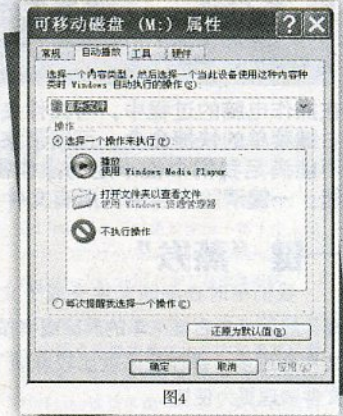 可移动磁盘 (M:) 属性
常规 自动播放 工具 硬件
选择一个内容类型，然后选择一个当此设备使用这种内容种
类时 Windows 自动执行的操作(S):
音乐文件
操作
选择一个操作来执行(P)
播放
使用 Windows Media Player
打开文件夹以查看文件
使用 Windows 资源管理器
不执行操作
每次提醒我选择一个操作(C)
还原为默认值(R)
确定 取消 应用(A)
图4